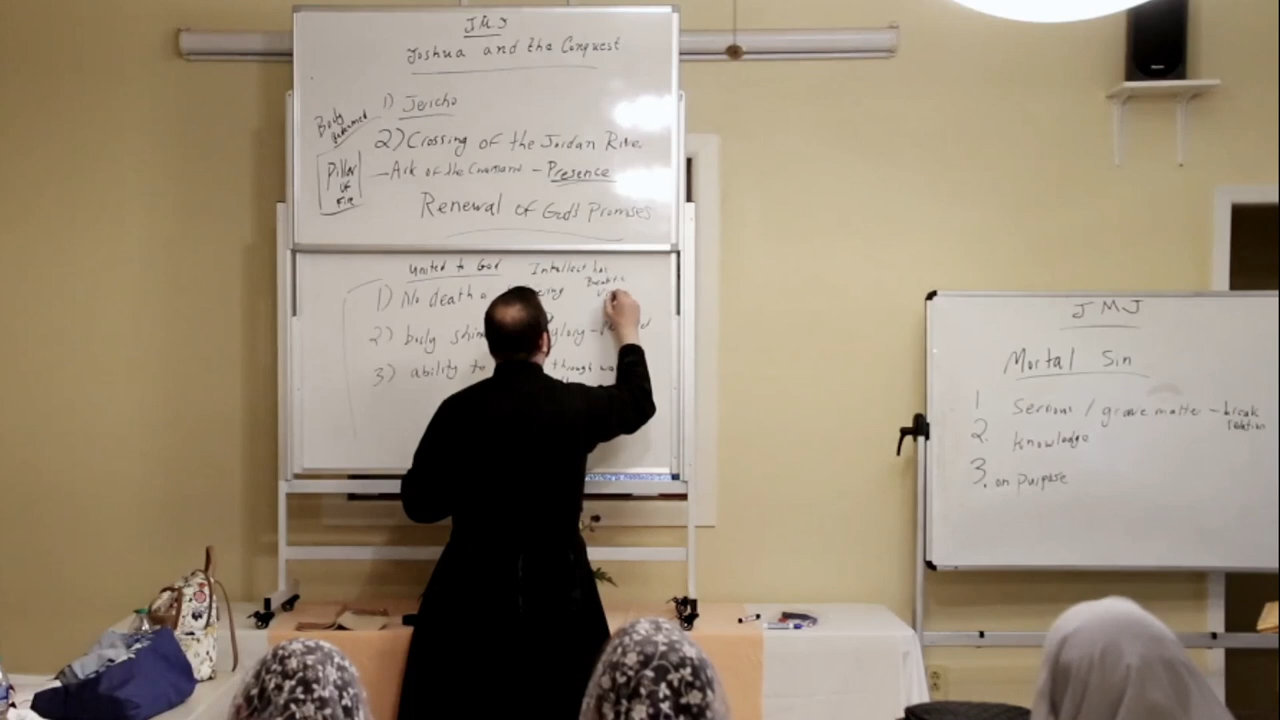 JMJ
Joshua and the Conquest
1) Jericho
Body
2) Crossing of the Jordan River
Pillar
OF
FIRE
- Ark of the Covenant - Presence
Renewal of God's Promises
United to God
Intellect has
1) No death
2) body
glory -
3) ability to
through
JMJ
Mortal Sin
1 Serious / grave matter - break
relation
2. Knowledge
3. on purpose